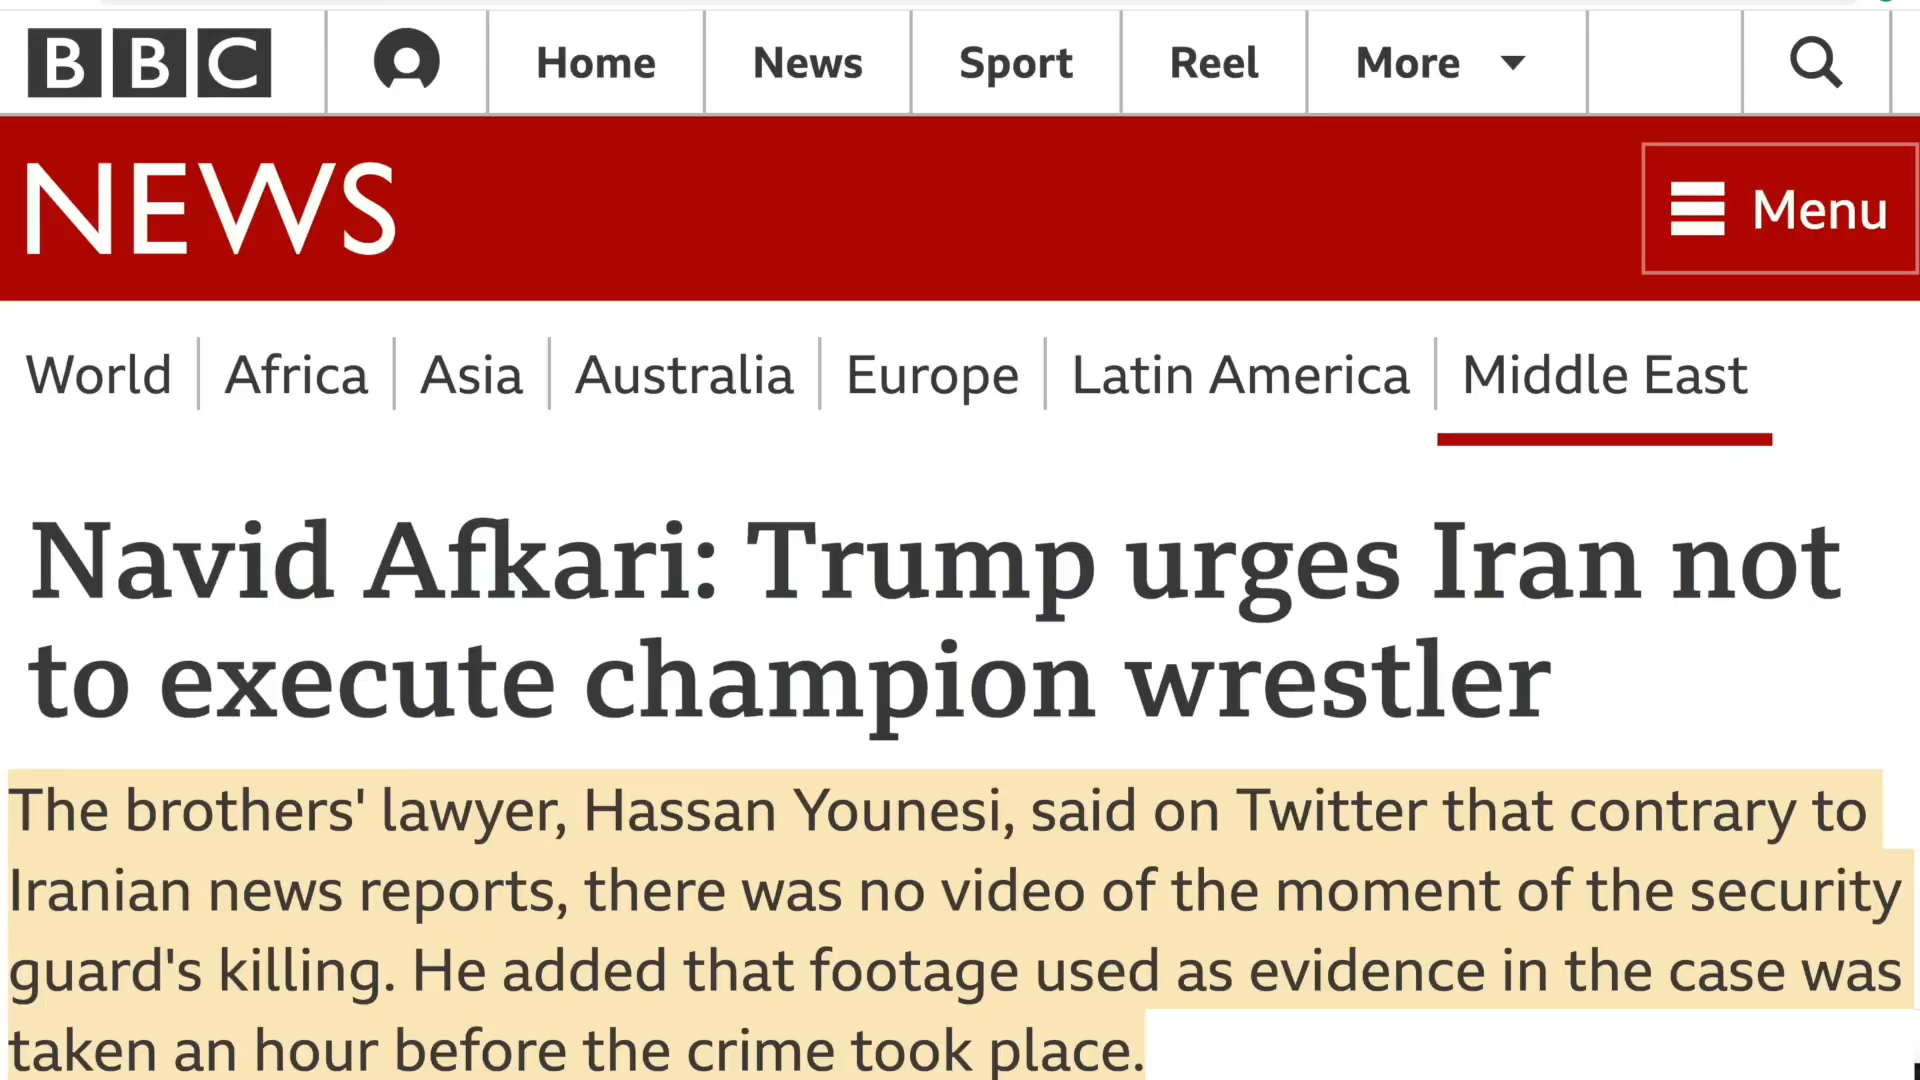 BBC Home News Sport Reel More
NEWS Menu
World Africa Asia Australia Europe Latin America Middle East
Navid Afkari: Trump urges Iran not
to execute champion wrestler
The brothers' lawyer, Hassan Younesi, said on Twitter that contrary to
Iranian news reports, there was no video of the moment of the security
guard's killing. He added that footage used as evidence in the case was
taken an hour before the crime took place.